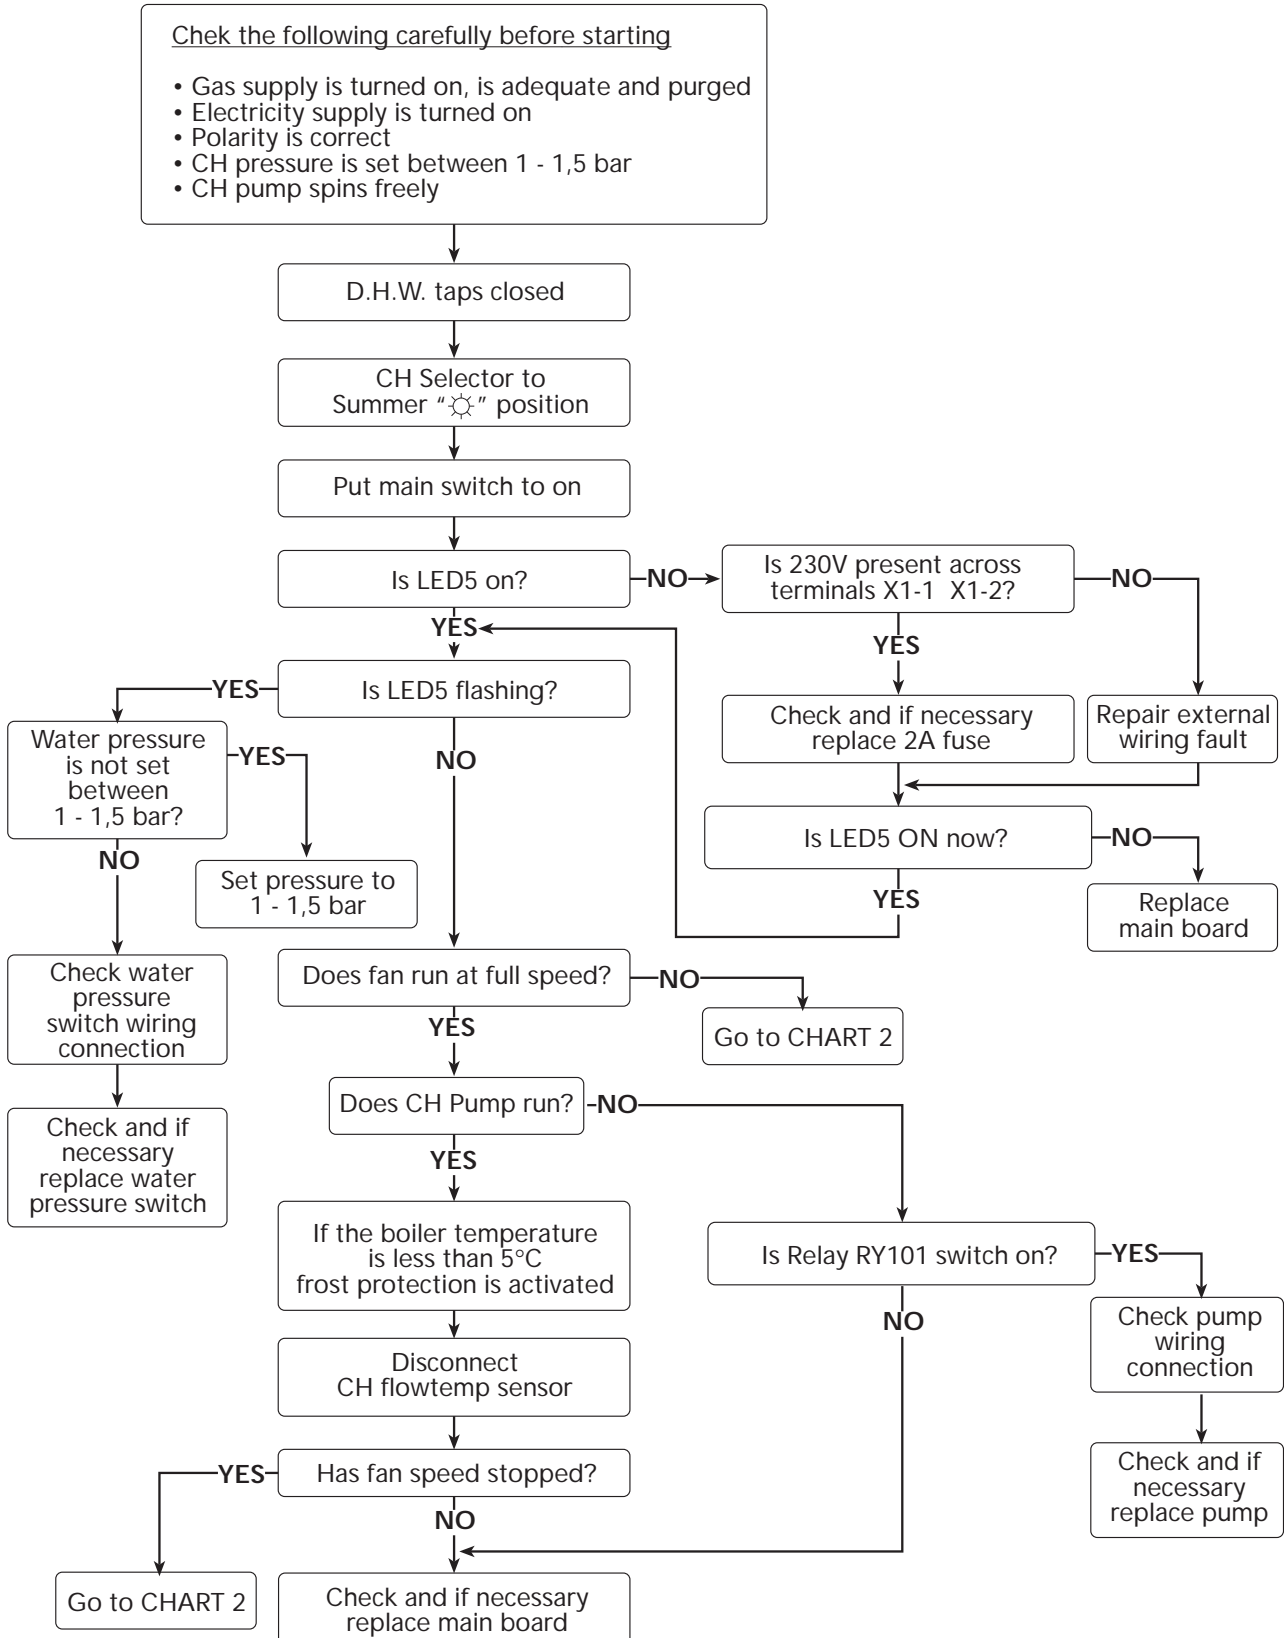 Chek the following carefully before starting
• Gas supply is turned on, is adequate and purged
• Electricity supply is turned on
• Polarity is correct
• CH pressure is set between 1 - 1,5 bar
• CH pump spins freely
D.H.W. taps closed
CH Selector to
Summer “☼” position
Put main switch to on
Is LED5 on?
NO
Is 230V present across
terminals X1-1 X1-2?
NO
YES
YES
Check and if necessary
replace 2A fuse
Repair external
wiring fault
Is LED5 ON now?
NO
Replace
main board
YES
Is LED5 flashing?
YES
Water pressure
is not set
between
1 - 1,5 bar?
YES
Set pressure to
1 - 1,5 bar
NO
Check water
pressure
switch wiring
connection
Check and if
necessary
replace water
pressure switch
NO
Does fan run at full speed?
NO
Go to CHART 2
YES
Does CH Pump run?
NO
YES
If the boiler temperature
is less than 5°C
frost protection is activated
Is Relay RY101 switch on?
YES
Check pump
wiring
connection
Check and if
necessary
replace pump
NO
Disconnect
CH flowtemp sensor
Has fan speed stopped?
YES
Go to CHART 2
NO
Check and if necessary
replace main board